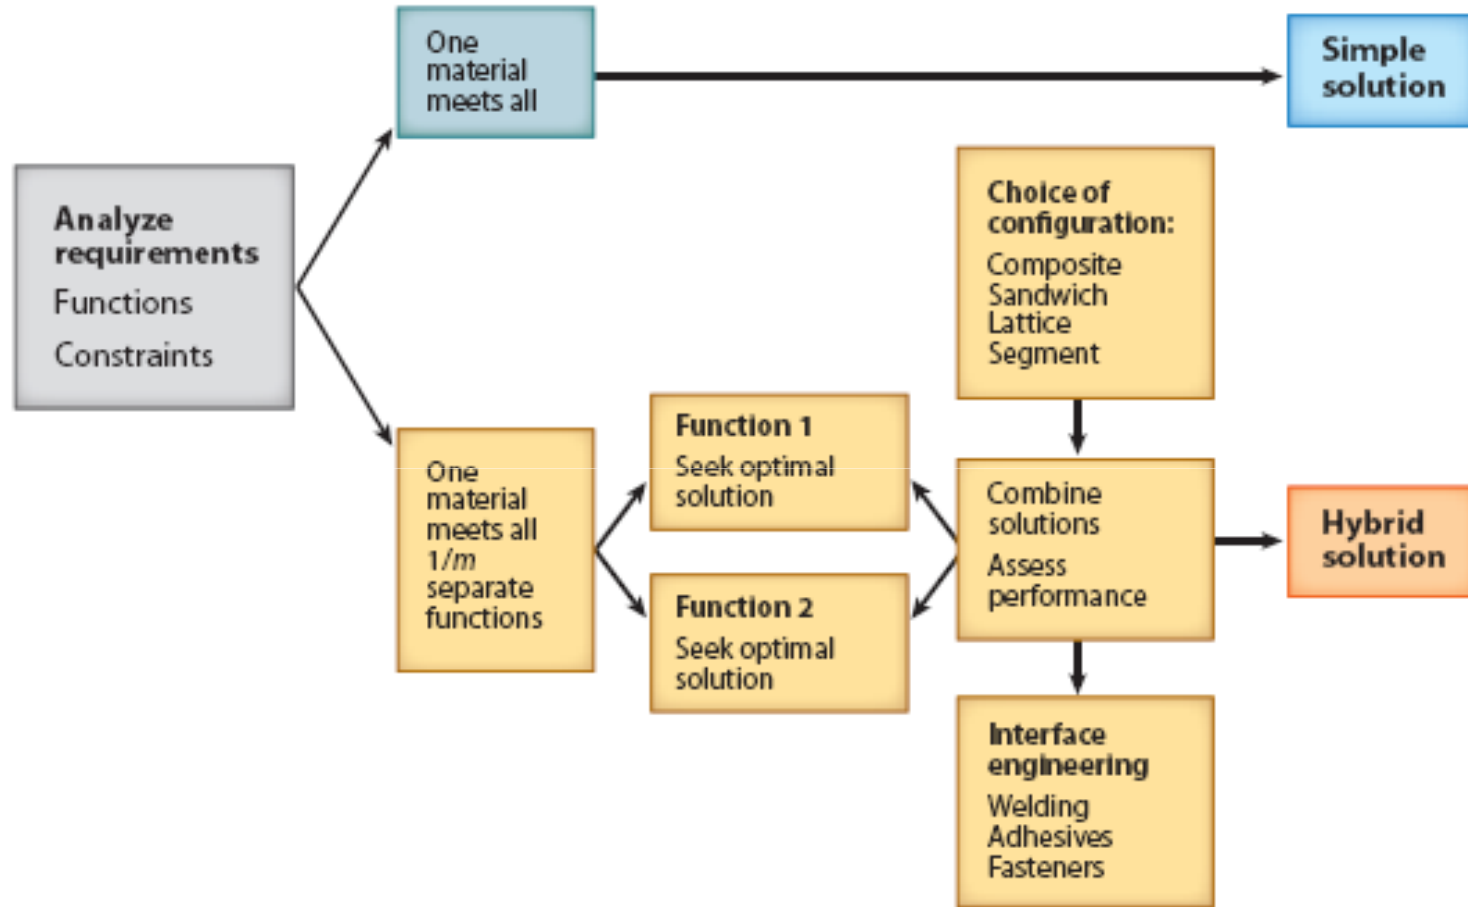 Analyze
requirements
Functions
Constraints
One
material
meets all
Simple
solution
One
material
meets all
1/m
separate
functions
Function 1
Seek optimal
solution
Function 2
Seek optimal
solution
Choice of
configuration:
Composite
Sandwich
Lattice
Segment
Combine
solutions
Assess
performance
Interface
engineering
Welding
Adhesives
Fasteners
Hybrid
solution